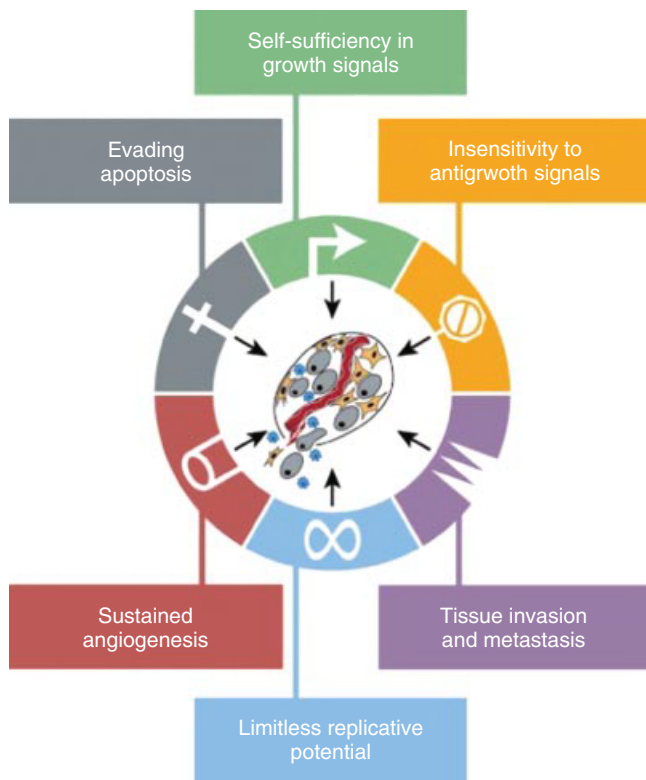 Self-sufficiency in
growth signals
Evading
apoptosis
Insensitivity to
antigrwoth signals
Sustained
angiogenesis
Tissue invasion
and metastasis
Limitless replicative
potential